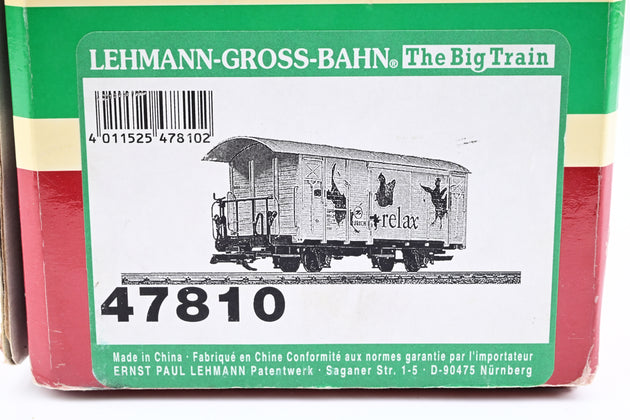 LEHMANN-GROSS-BAHN® The Big Train
4 011525 478102
relax
47810
Made in China · Fabriqué en Chine Conformité aux normes garantie par l'importateur
ERNST PAUL LEHMANN Patentwerk · Saganer Str. 1-5 · D-90475 Nürnberg